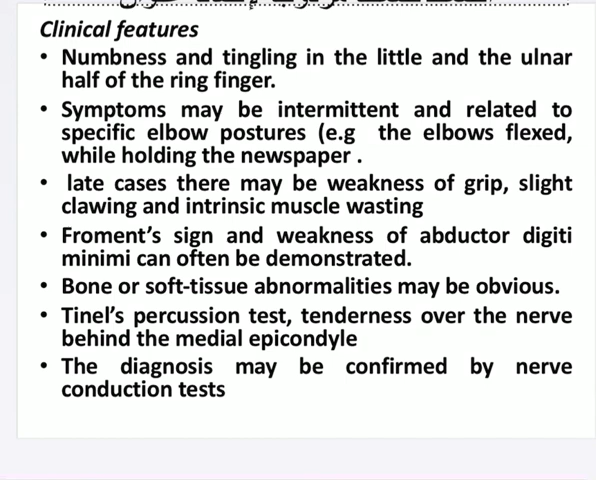 Clinical features
• Numbness and tingling in the little and the ulnar
half of the ring finger.
• Symptoms may be intermittent and related to
specific elbow postures (e.g the elbows flexed,
while holding the newspaper .
• late cases there may be weakness of grip, slight
clawing and intrinsic muscle wasting
• Froment’s sign and weakness of abductor digiti
minimi can often be demonstrated.
• Bone or soft-tissue abnormalities may be obvious.
• Tinel’s percussion test, tenderness over the nerve
behind the medial epicondyle
• The diagnosis may be confirmed by nerve
conduction tests